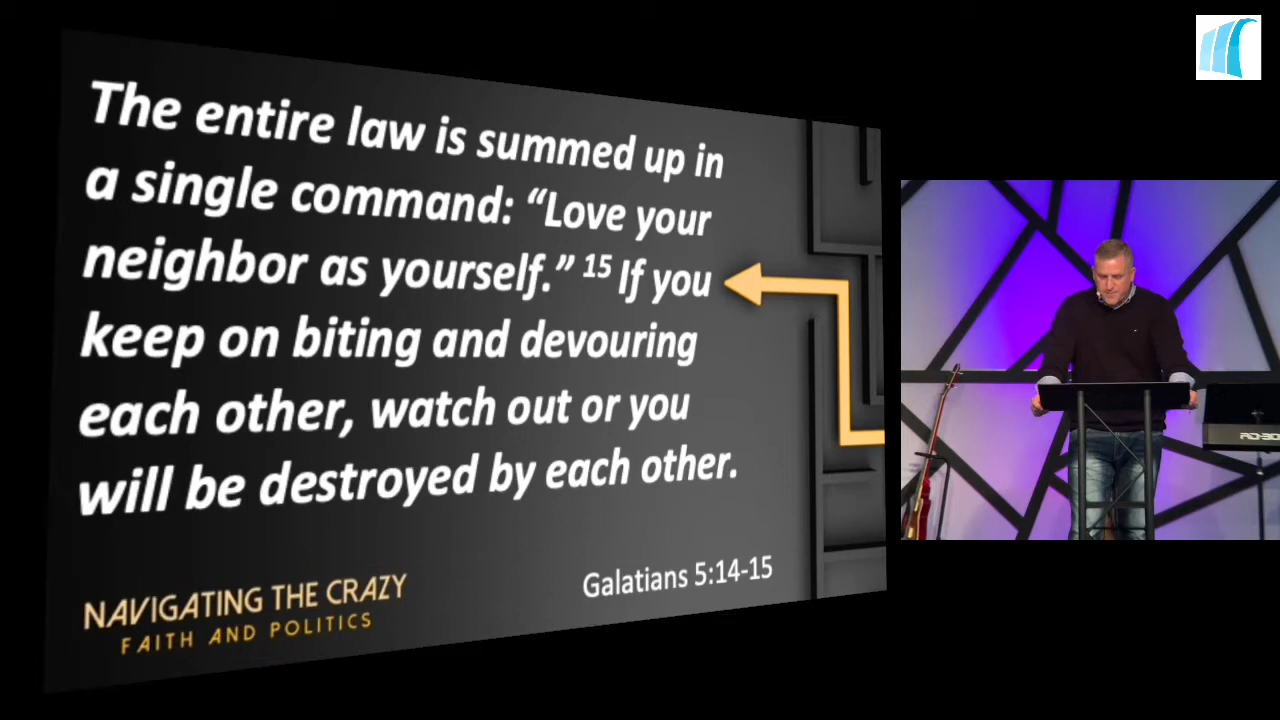 The entire law is summed up in
a single command: “Love your
neighbor as yourself.” 15 If you
keep on biting and devouring
each other, watch out or you
will be destroyed by each other.
Galatians 5:14-15
NAVIGATING THE CRAZY
FAITH AND POLITICS